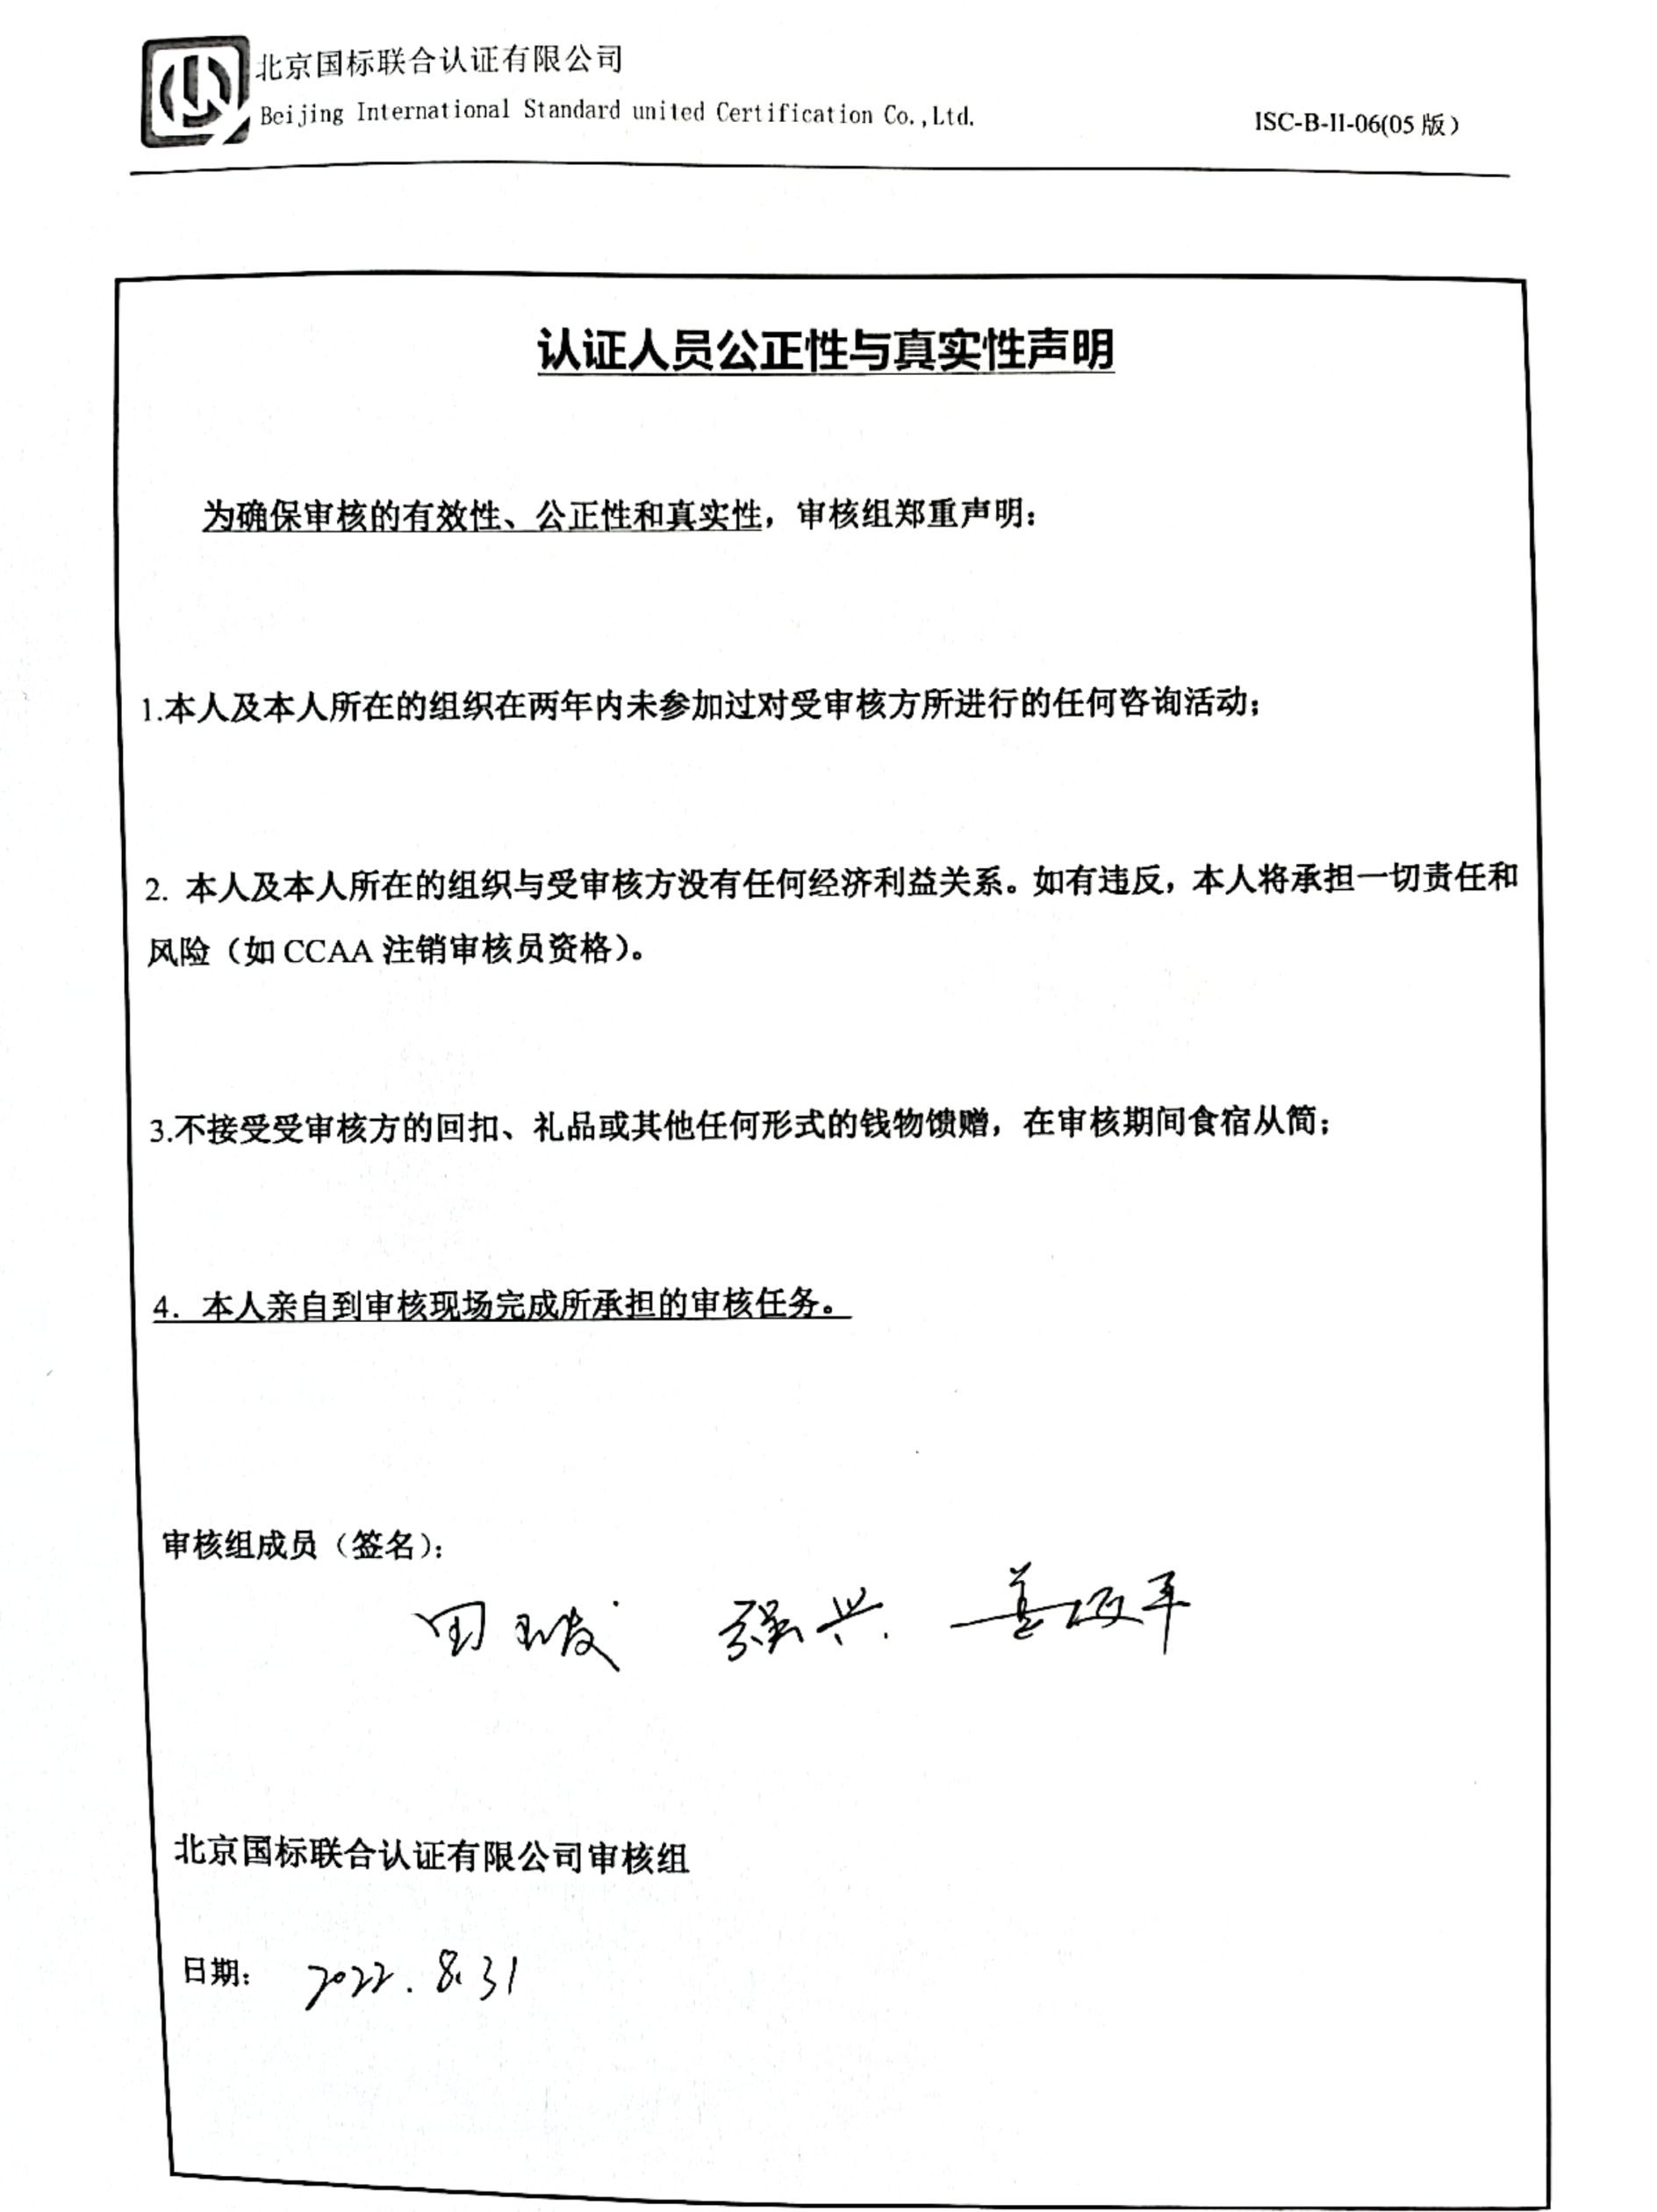 北京国标联合认证有限公司
Beijing International Standard united Certification Co.,Ltd.
ISC-B-II-06(05 版)
认证人员公正性与真实性声明
为确保审核的有效性、公正性和真实性，审核组郑重声明：
1.本人及本人所在的组织在两年内未参加过对受审核方所进行的任何咨询活动；
2. 本人及本人所在的组织与受审核方没有任何经济利益关系。如有违反，本人将承担一切责任和
风险（如 CCAA 注销审核员资格）。
3.不接受受审核方的回扣、礼品或其他任何形式的钱物馈赠，在审核期间食宿从简；
4. 本人亲自到审核现场完成所承担的审核任务。
审核组成员（签名）：
强兴
北京国标联合认证有限公司审核组
日期： 2022.8.31